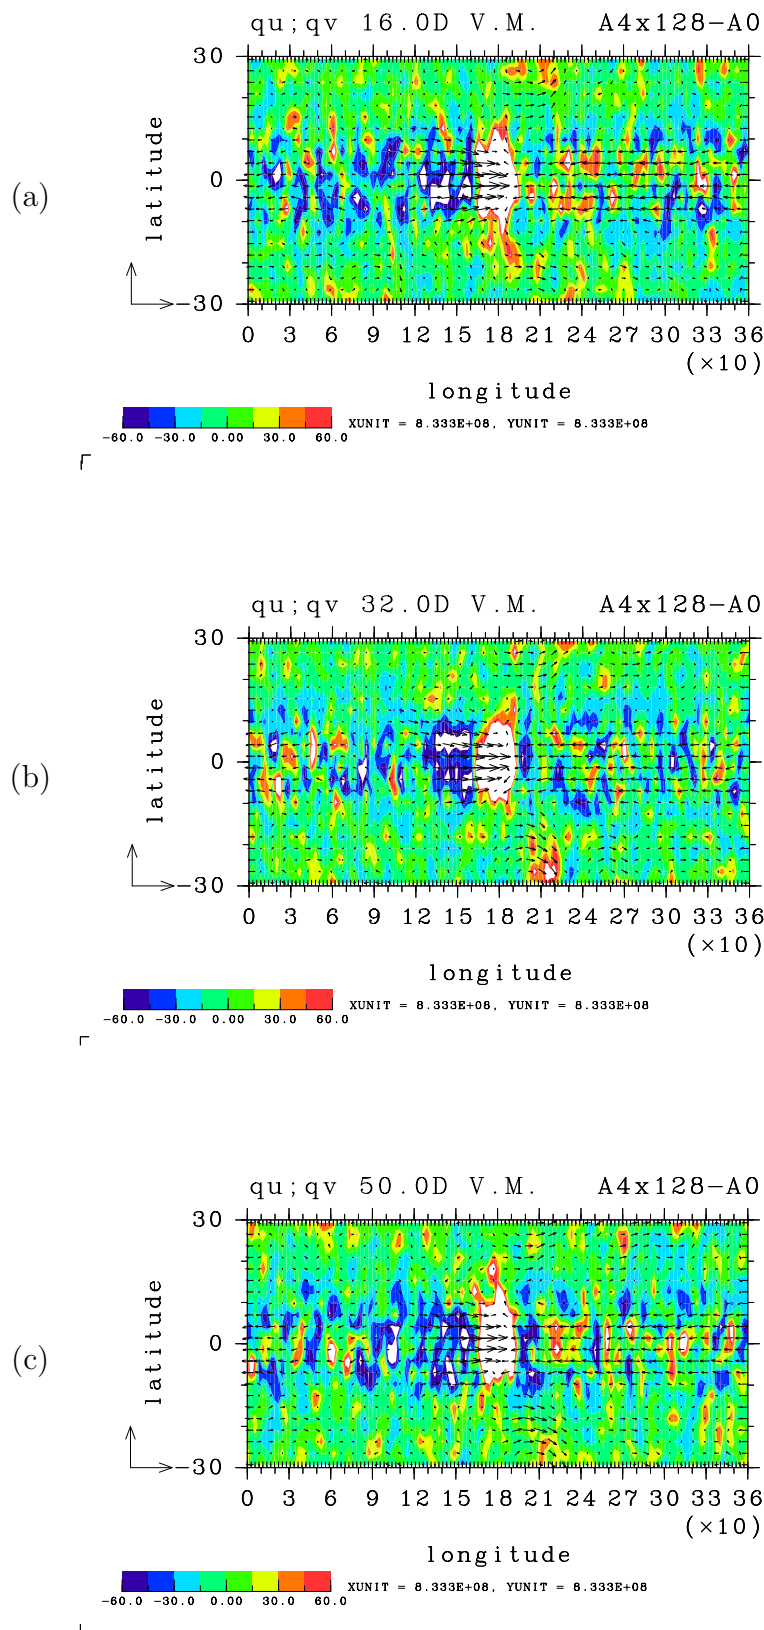 qu;qv 16.0D V.M. A4x128-A0
30
0
-30
latitude
(a)
0 3 6 9 12 15 18 21 24 27 30 33 36
(×10)
longitude
-60.0 -30.0 0.00 30.0 60.0
XUNIT = 8.333E+08, YUNIT = 8.333E+08
qu;qv 32.0D V.M. A4x128-A0
30
0
-30
latitude
(b)
0 3 6 9 12 15 18 21 24 27 30 33 36
(×10)
longitude
-60.0 -30.0 0.00 30.0 60.0
XUNIT = 8.333E+08, YUNIT = 8.333E+08
qu;qv 50.0D V.M. A4x128-A0
30
0
-30
latitude
(c)
0 3 6 9 12 15 18 21 24 27 30 33 36
(×10)
longitude
-60.0 -30.0 0.00 30.0 60.0
XUNIT = 8.333E+08, YUNIT = 8.333E+08